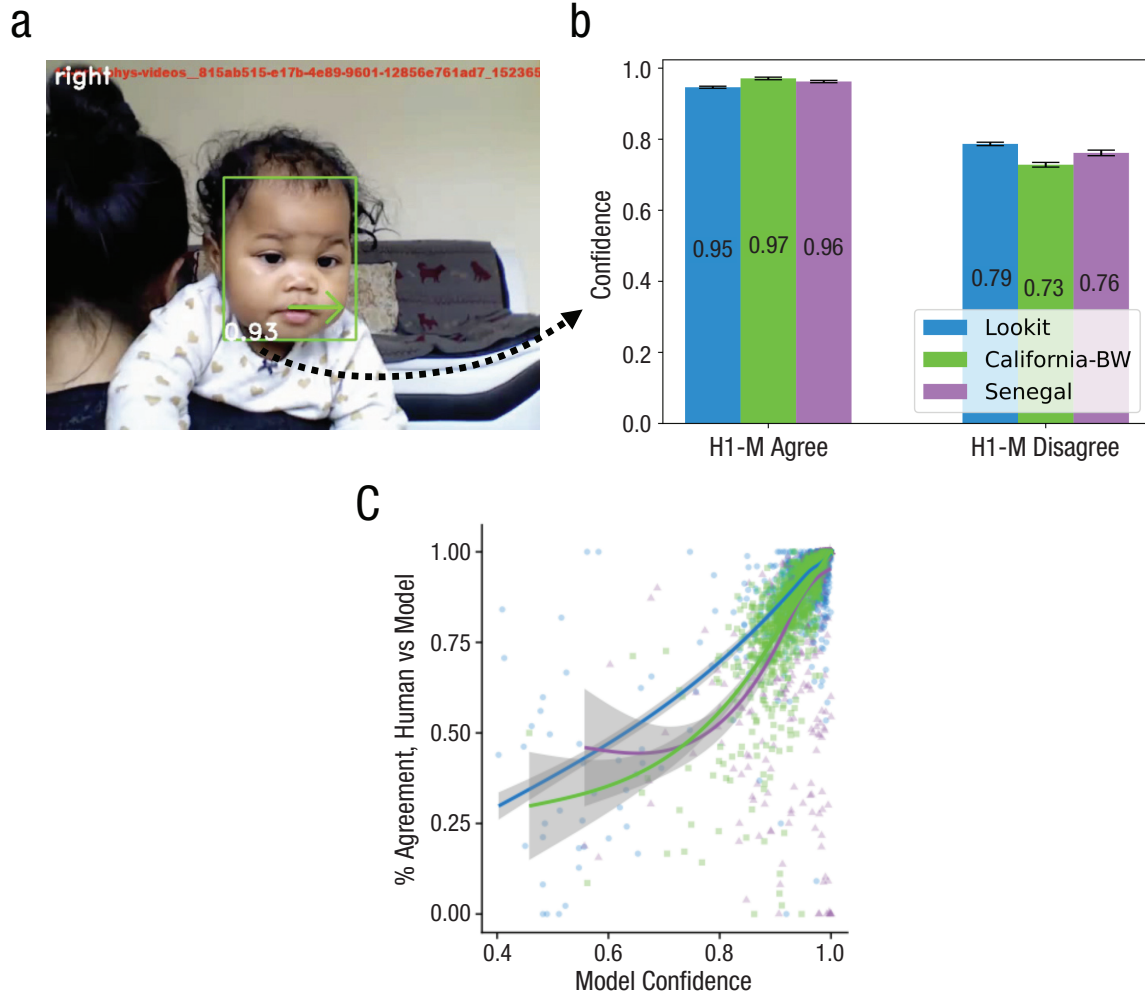 a
right
phys-videos__815ab515-e17b-4e89-9601-12856e761ad7_152365
0.93
b
Confidence
1.0
0.8
0.6
0.4
0.2
0.0
0.95
0.97
0.96
0.79
0.73
0.76
Lookit
California-BW
Senegal
H1-M Agree
H1-M Disagree
C
% Agreement, Human vs Model
1.00
0.75
0.50
0.25
0.00
0.4
0.6
0.8
1.0
Model Confidence